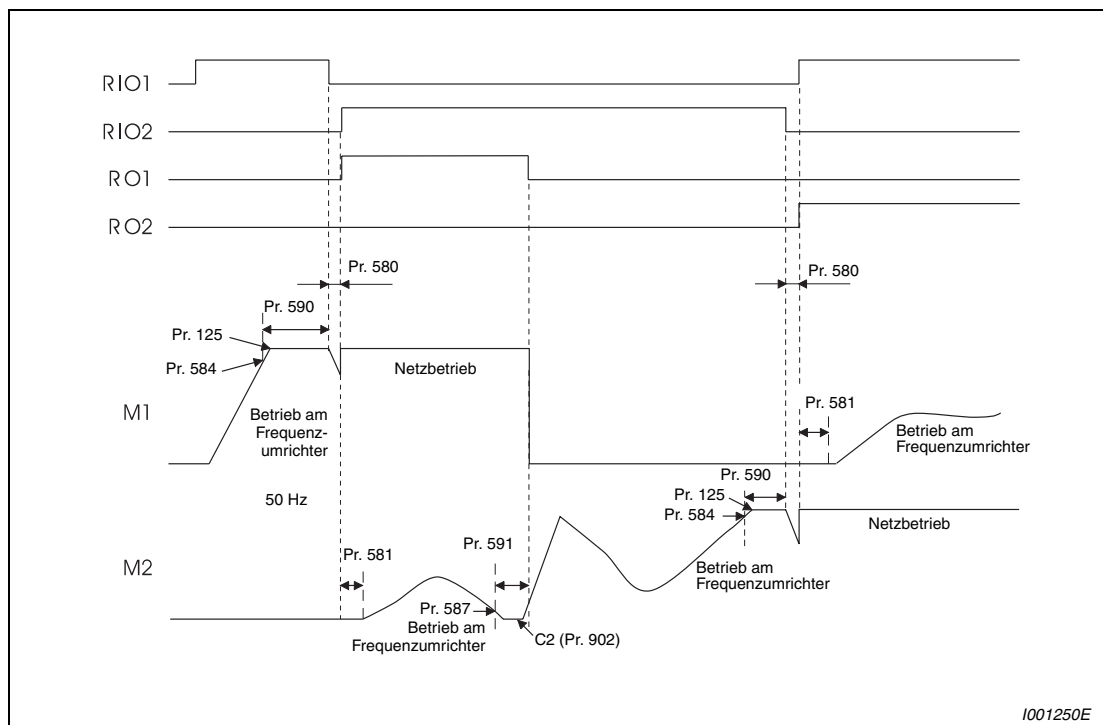 RIO1
RIO2
RO1
RO2
Pr. 580
Pr. 580
Pr. 590
Pr. 125
Pr. 584
Netzbetrieb
M1
Betrieb am
Frequenz-
umrichter
Pr. 581
Betrieb am
Frequenzumrichter
50 Hz
Pr. 590
Pr. 125
Pr. 584
Netzbetrieb
M2
Pr. 581
Pr. 591
Betrieb am
Frequenzumrichter
Pr. 587
Betrieb am
Frequenzumrichter
C2 (Pr. 902)
I001250E